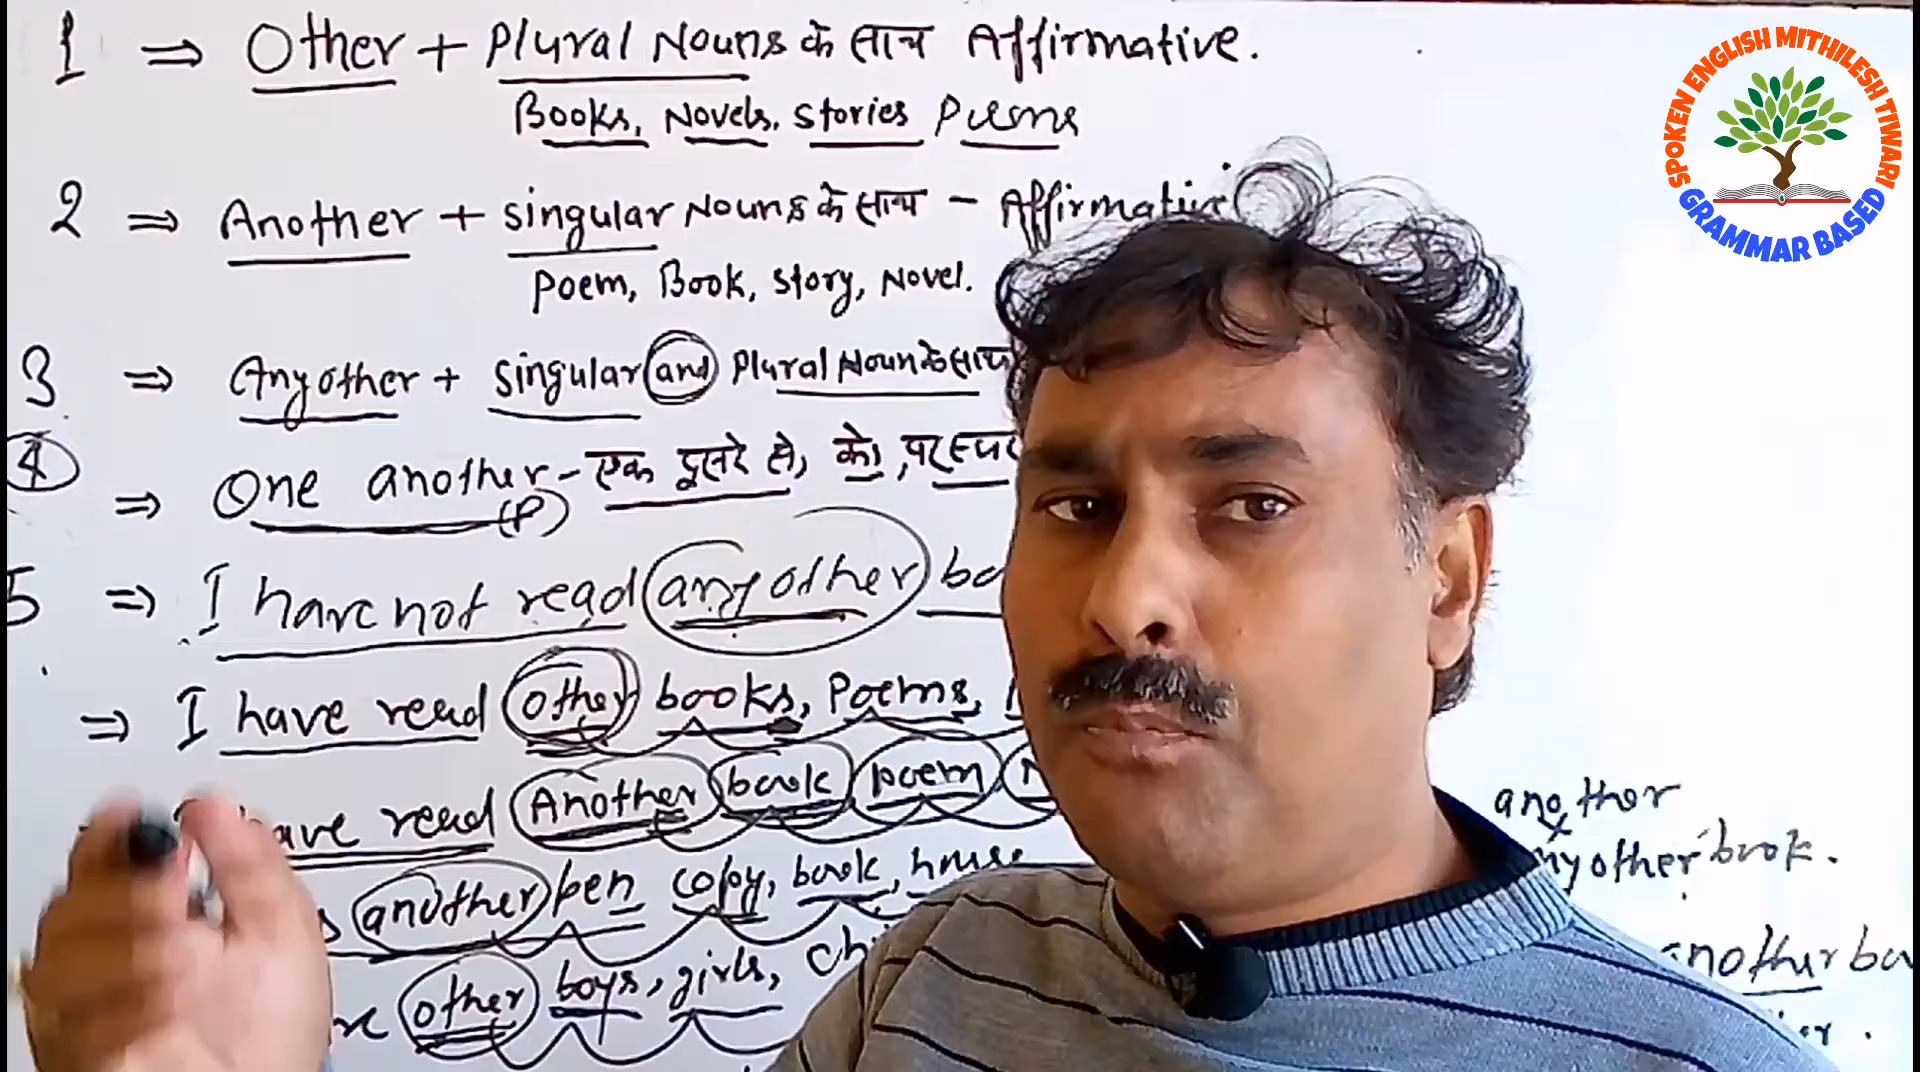 1 ⇒ Other + Plural Nouns के साथ Affirmative.
Books, Novels, Stories Poems
2 ⇒ Another + Singular Nouns के साथ - Affirmative
Poem, Book, Story, Novel.
3 ⇒ Any other + Singular and Plural Noun के साथ
4 ⇒ One another - एक दूसरे से, को, परस्पर
(P)
5 ⇒ I have not read any other
⇒ I have read other books, Poems,
have read Another book poem
another pen copy, book, house
other boys, girls,
another
any other book.
another
SPOKEN ENGLISH MITHILESH TIWARI
GRAMMAR BASED